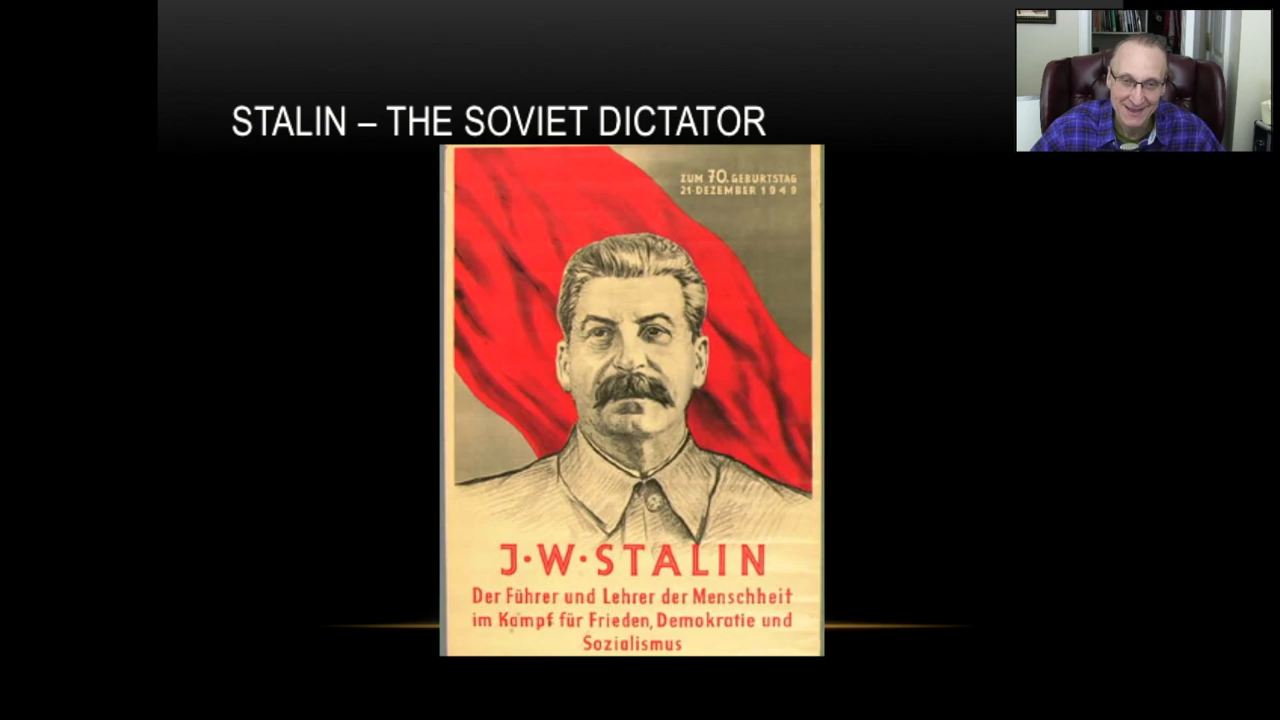 STALIN – THE SOVIET DICTATOR
ZUM 70. GEBURTSTAG
21·DEZEMBER 1949
J·W·STALIN
Der Führer und Lehrer der Menschheit
im Kampf für Frieden, Demokratie und
Sozialismus